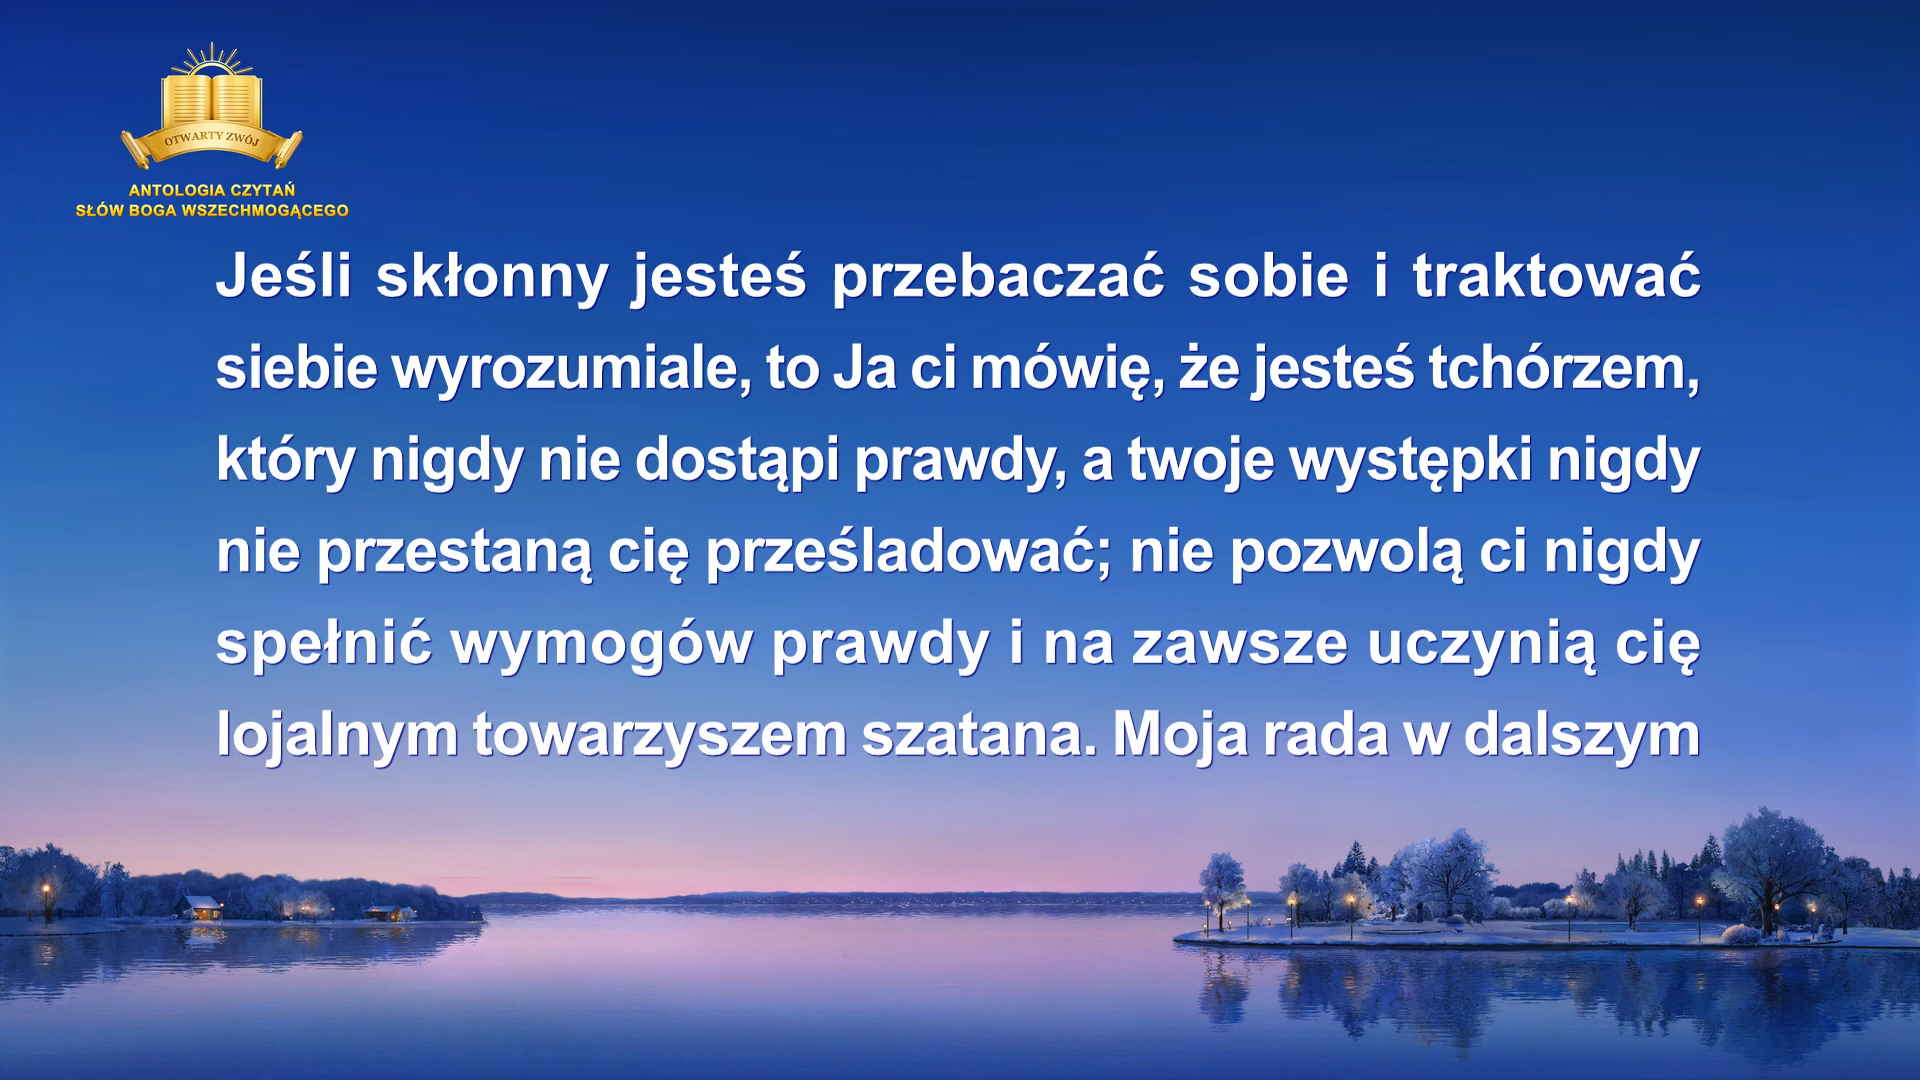 OTWARTY ZWÓJ
ANTOLOGIA CZYTAŃ
SŁÓW BOGA WSZECHMOGĄCEGO
Jeśli skłonny jesteś przebaczać sobie i traktować
siebie wyrozumiale, to Ja ci mówię, że jesteś tchórzem,
który nigdy nie dostąpi prawdy, a twoje występki nigdy
nie przestaną cię prześladować; nie pozwolą ci nigdy
spełnić wymogów prawdy i na zawsze uczynią cię
lojalnym towarzyszem szatana. Moja rada w dalszym